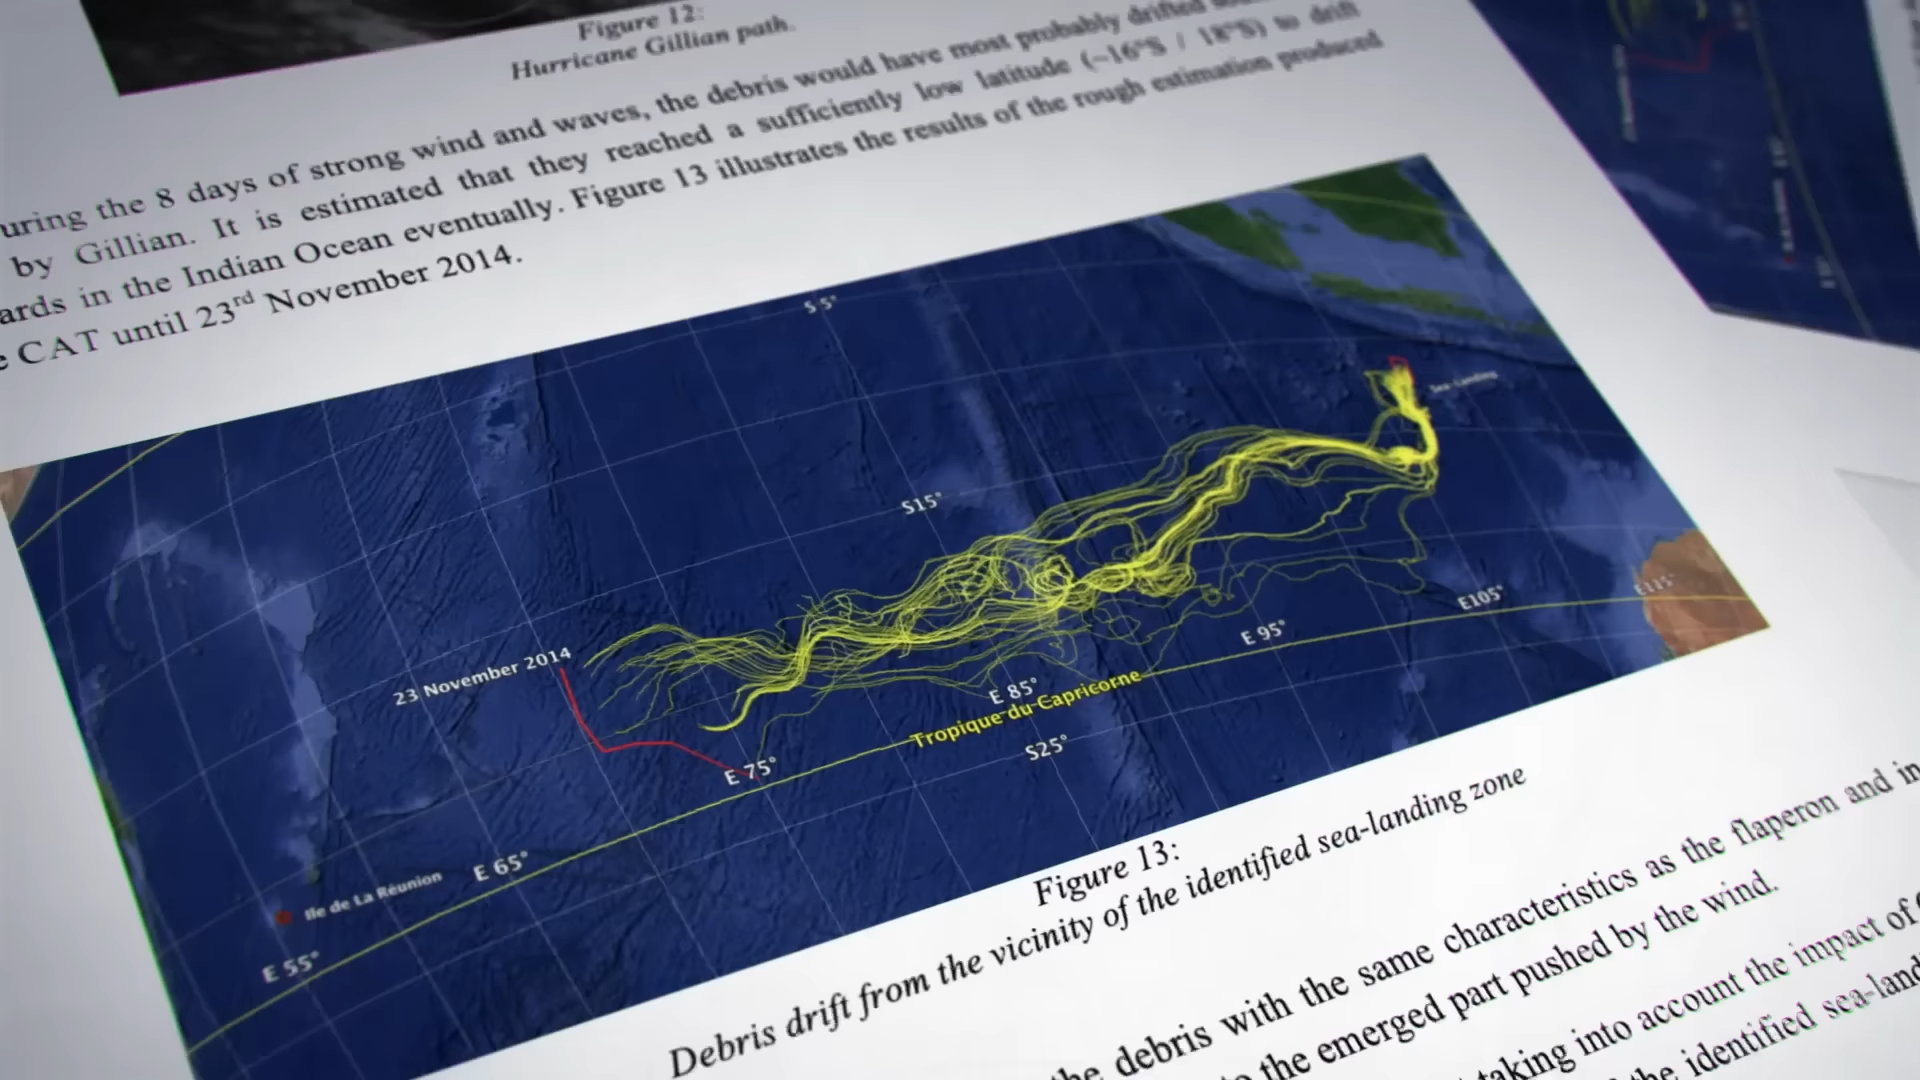 Figure 12:
Hurricane Gillian path.
uring the 8 days of strong wind and waves, the debris would have most probably drifted
by Gillian. It is estimated that they reached a sufficiently low latitude (~16°S / 18°S) to drift
ards in the Indian Ocean eventually. Figure 13 illustrates the results of the rough estimation produced
e CAT until 23rd November 2014.
S 5°
Sea-Landing
S15°
E115°
E105°
E 95°
23 November 2014
E 85°
Tropique du Capricorne
S25°
E 75°
E 65°
Ile de La Réunion
E 55°
Figure 13:
Debris drift from the vicinity of the identified sea-landing zone
the debris with the same characteristics as the flaperon and in
o the emerged part pushed by the wind.
taking into account the impact of
the identified sea-land